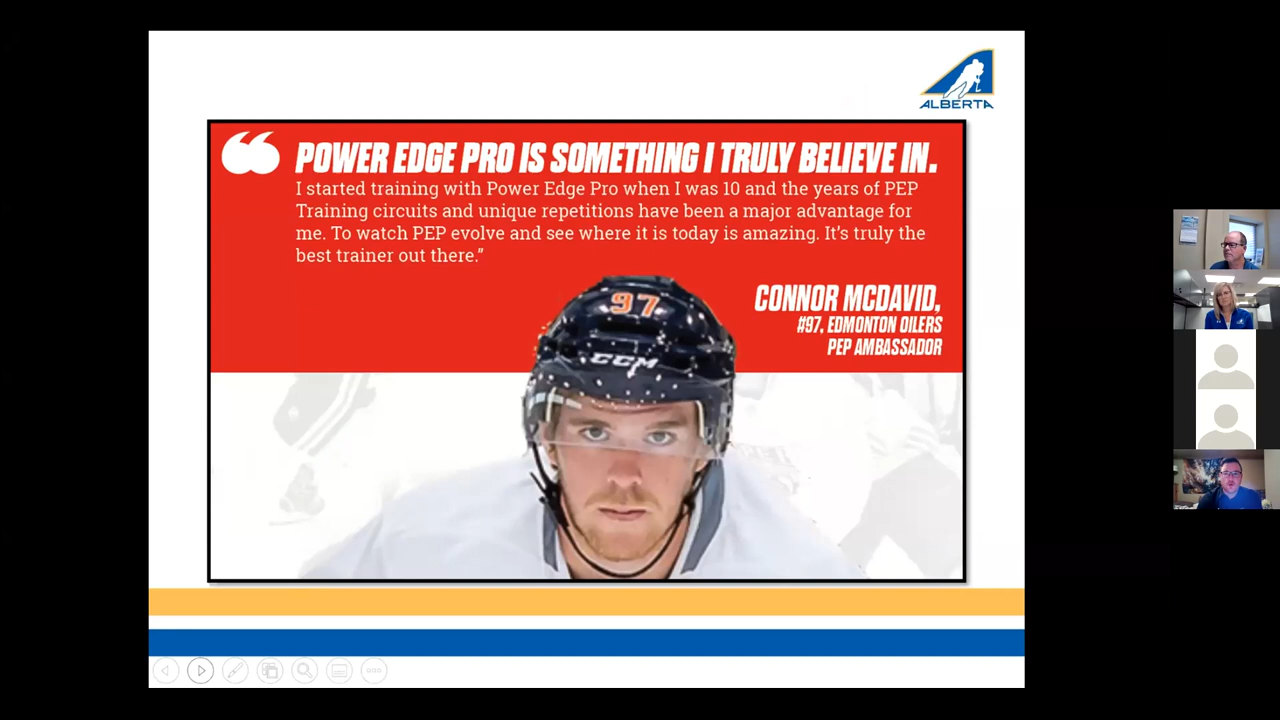 ALBERTA
POWER EDGE PRO IS SOMETHING I TRULY BELIEVE IN.
I started training with Power Edge Pro when I was 10 and the years of PEP
Training circuits and unique repetitions have been a major advantage for
me. To watch PEP evolve and see where it is today is amazing. It’s truly the
best trainer out there.”
CONNOR MCDAVID,
#97, EDMONTON OILERS
PEP AMBASSADOR
97
CCM